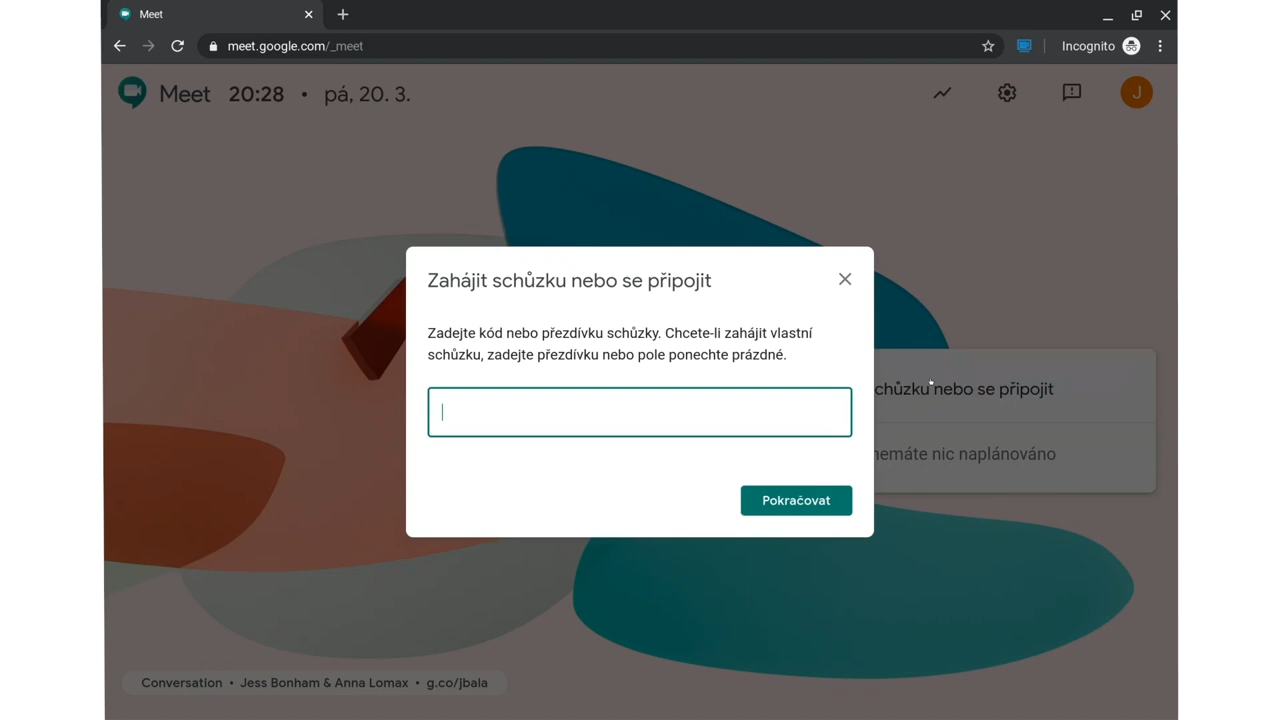 Meet
meet.google.com/_meet
Incognito
Meet 20:28 • pá, 20. 3.
J
Zahájit schůzku nebo se připojit
Zadejte kód nebo přezdívku schůzky. Chcete-li zahájit vlastní
schůzku, zadejte přezdívku nebo pole ponechte prázdné.
chůzku nebo se připojit
nemáte nic naplánováno
Pokračovat
Conversation • Jess Bonham & Anna Lomax • g.co/jbala